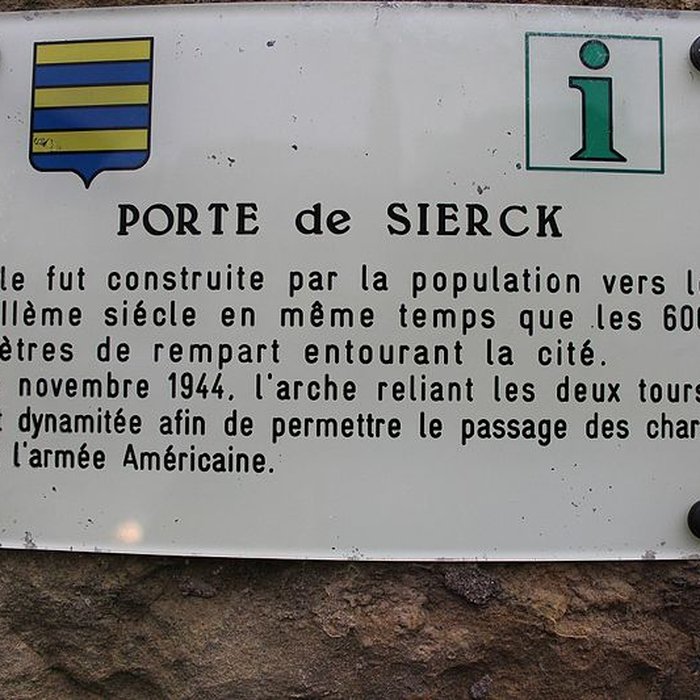 i
PORTE de SIERCK
le fut construite par la population vers l
llème siécle en même temps que les 600
ètres de rempart entourant la cité.
novembre 1944, l'arche reliant les deux tours
dynamitée afin de permettre le passage des char
l'armée Américaine.